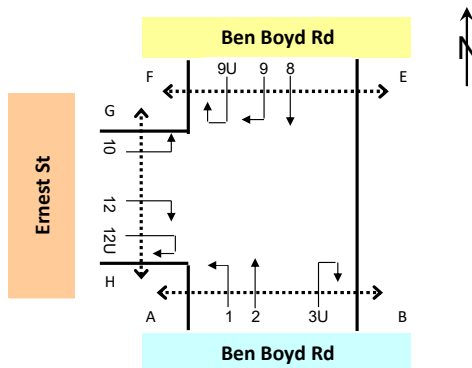 Ben Boyd Rd
N
F 9U 9 8 E
G
10
Ernest St
12
12U
H
A 1 2 3U B
Ben Boyd Rd